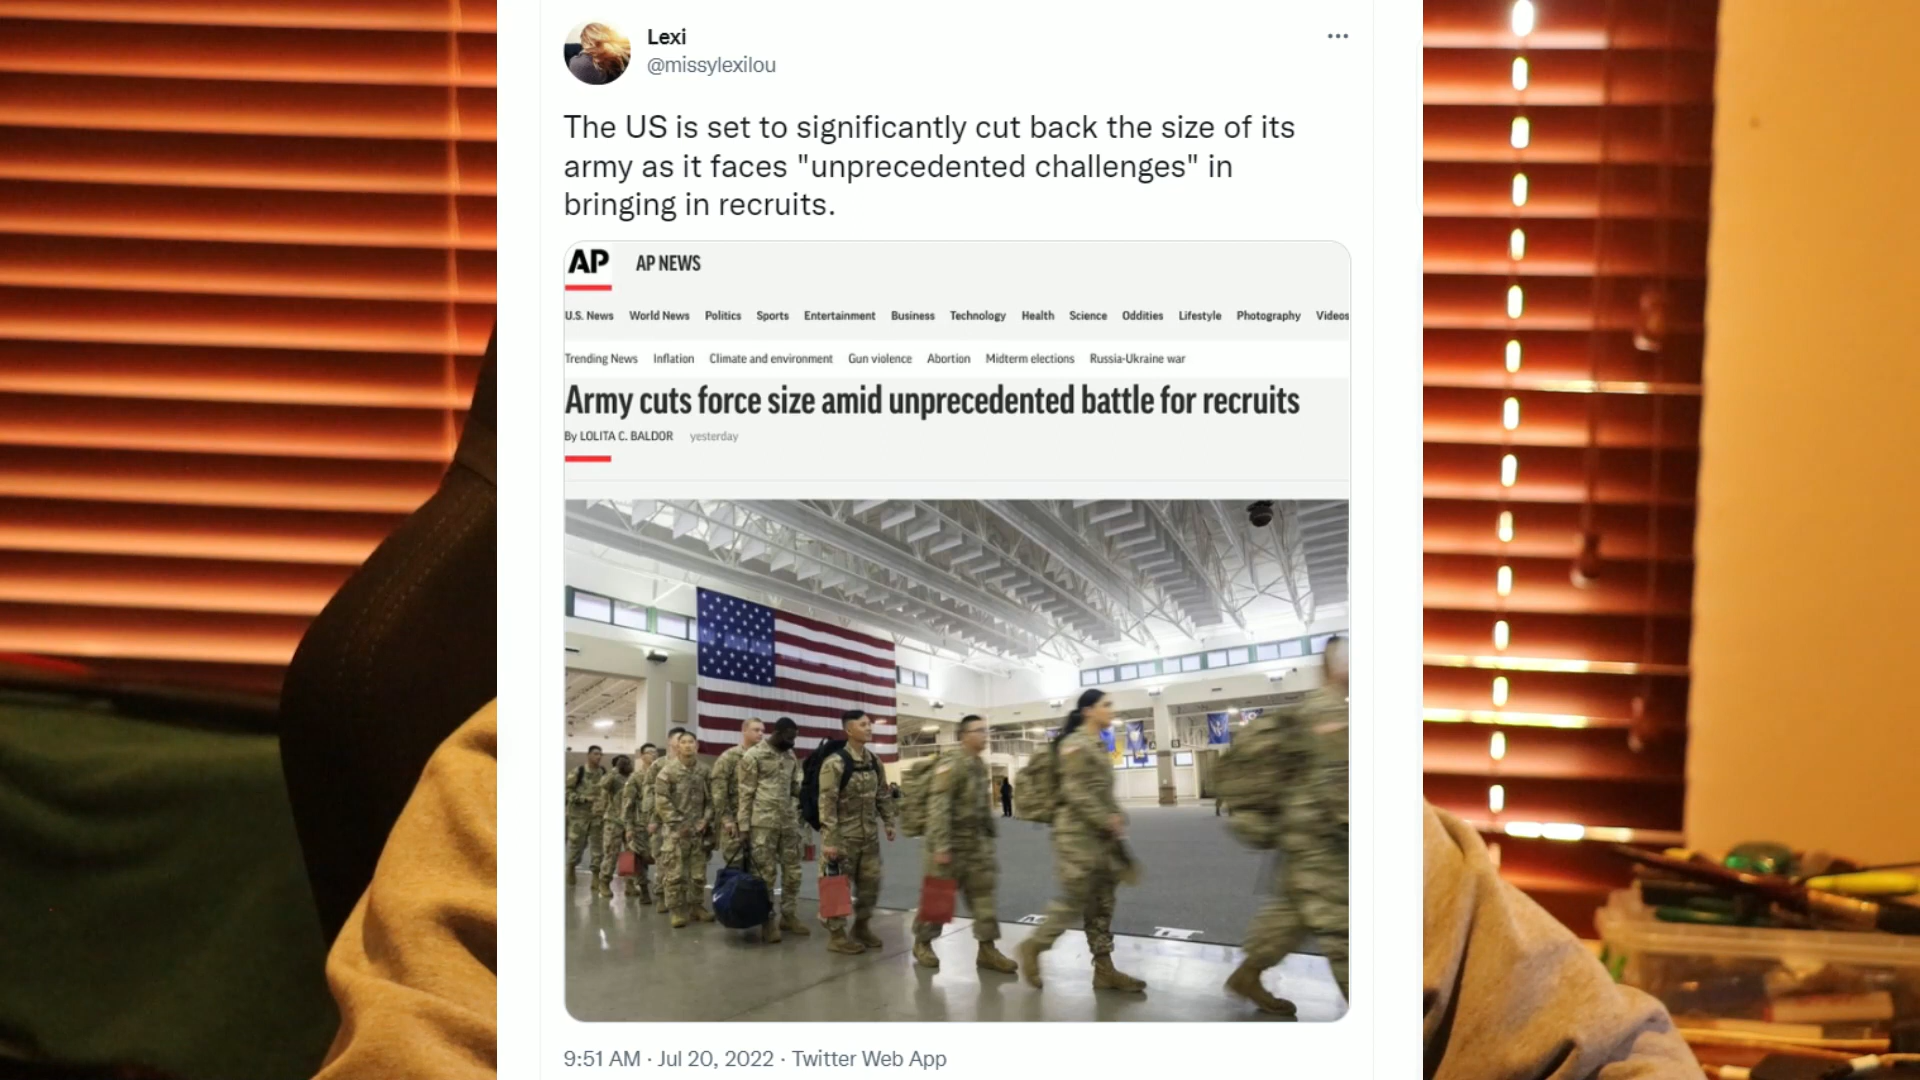 Lexi
@missylexilou
The US is set to significantly cut back the size of its
army as it faces "unprecedented challenges" in
bringing in recruits.
AP AP NEWS
U.S. News World News Politics Sports Entertainment Business Technology Health Science Oddities Lifestyle Photography Videos
Trending News Inflation Climate and environment Gun violence Abortion Midterm elections Russia-Ukraine war
Army cuts force size amid unprecedented battle for recruits
By LOLITA C. BALDOR yesterday
9:51 AM · Jul 20, 2022 · Twitter Web App